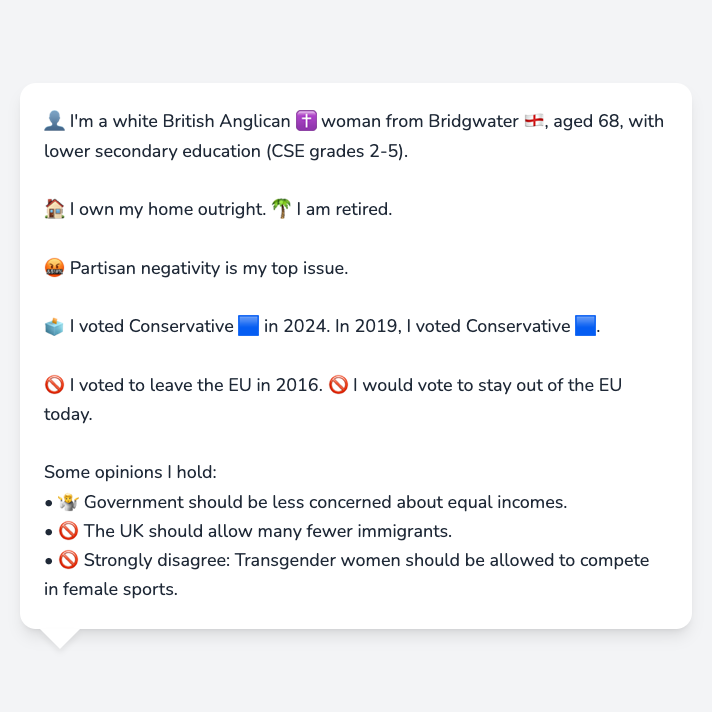 👤 I'm a white British Anglican ✝️ woman from Bridgwater 🏴󠁧󠁢󠁥󠁮󠁧󠁿, aged 68, with
lower secondary education (CSE grades 2-5).
🏠 I own my home outright. 🌴 I am retired.
🤬 Partisan negativity is my top issue.
🗳️ I voted Conservative 🟦 in 2024. In 2019, I voted Conservative 🟦.
🚫 I voted to leave the EU in 2016. 🚫 I would vote to stay out of the EU
today.
Some opinions I hold:
• 🤷 Government should be less concerned about equal incomes.
• 🚫 The UK should allow many fewer immigrants.
• 🚫 Strongly disagree: Transgender women should be allowed to compete
in female sports.